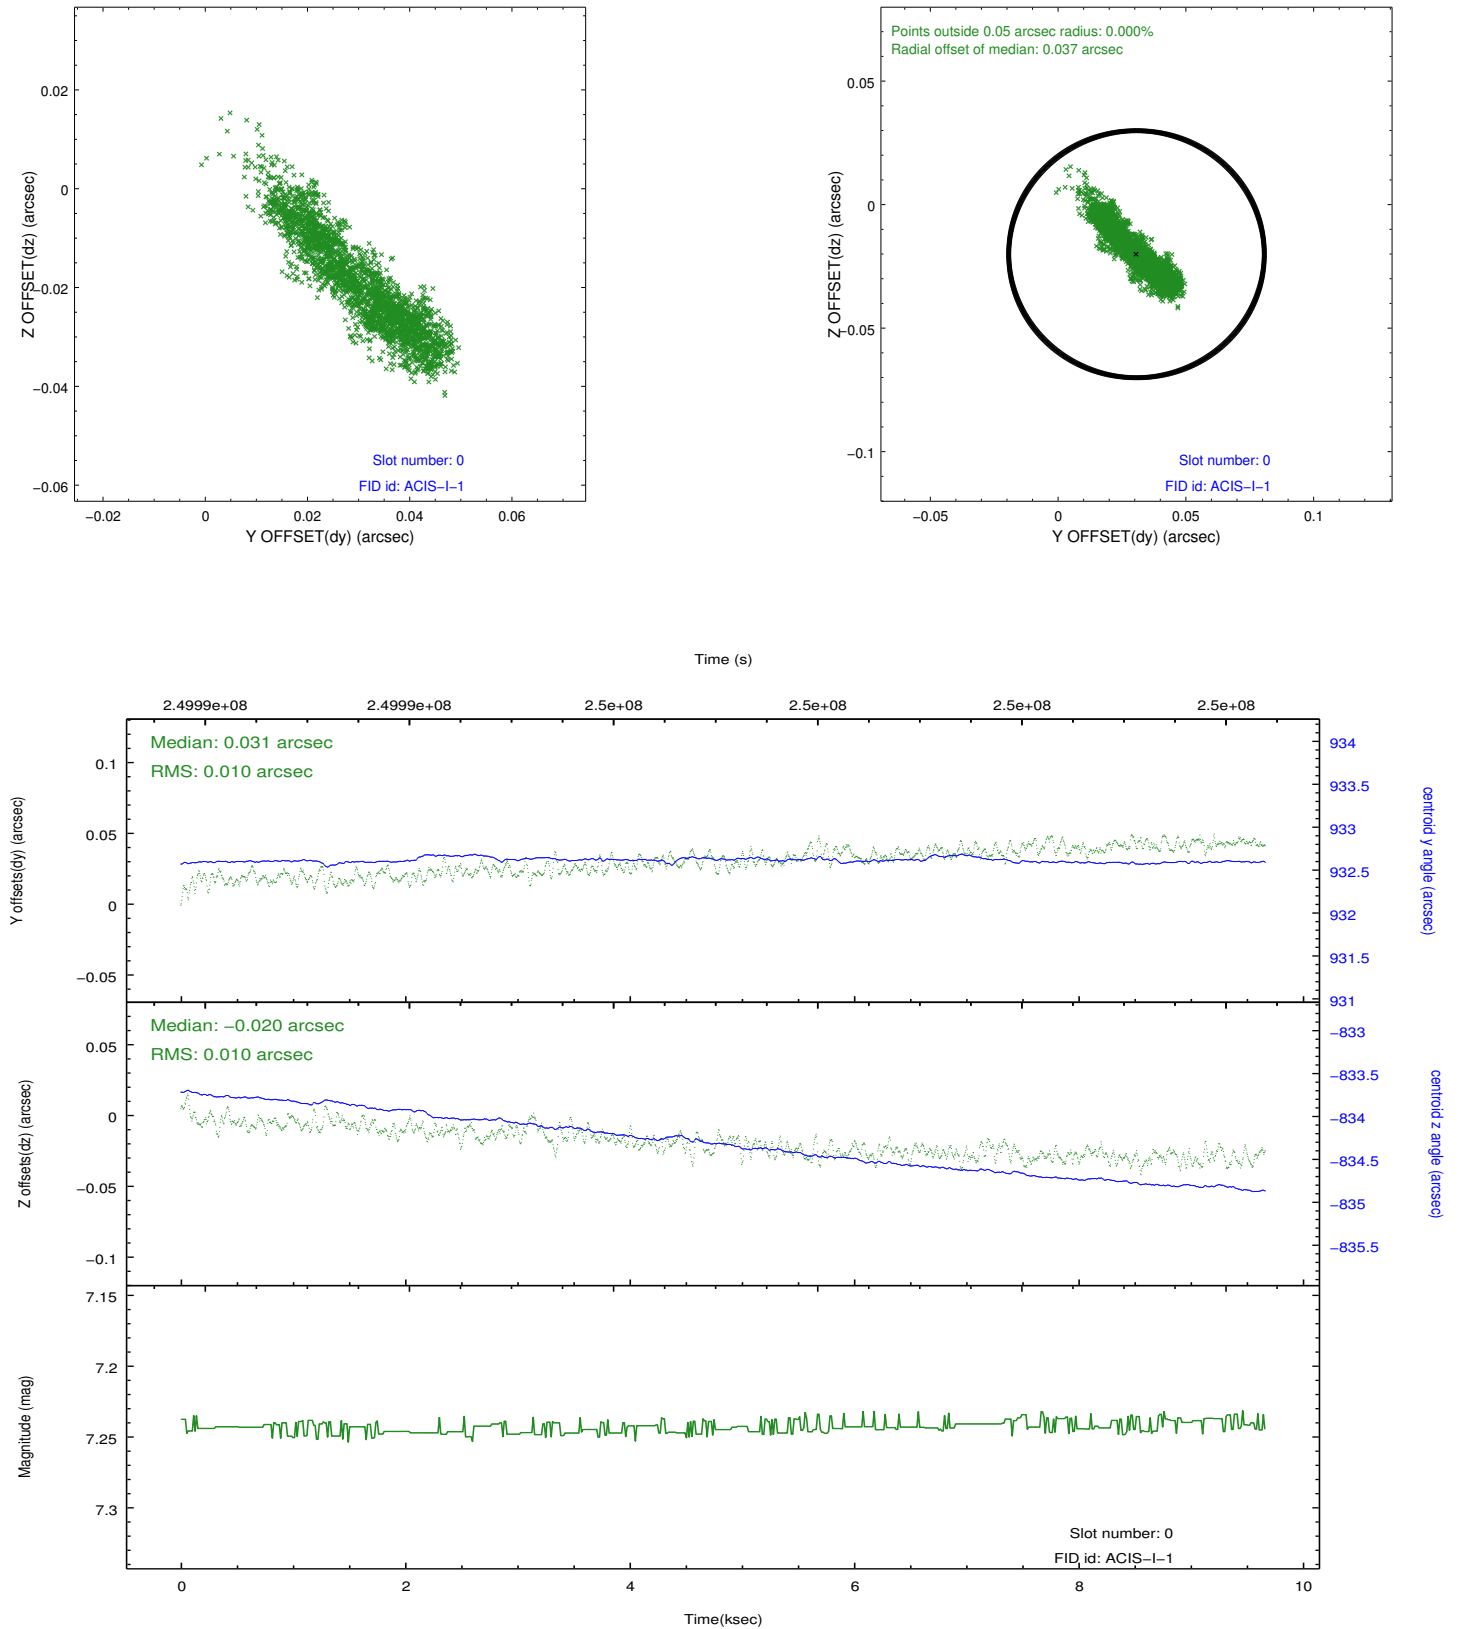 Z OFFSET(dz) (arcsec)
0.02
0
−0.02
−0.04
−0.06
Slot number: 0
FID id: ACIS−I−1
−0.02 0 0.02 0.04 0.06
Y OFFSET(dy) (arcsec)
Points outside 0.05 arcsec radius: 0.000%
Radial offset of median: 0.037 arcsec
Z OFFSET(dz) (arcsec)
0.05
0
−0.05
−0.1
Slot number: 0
FID id: ACIS−I−1
−0.05 0 0.05 0.1
Y OFFSET(dy) (arcsec)
Time (s)
2.4999e+08 2.4999e+08 2.5e+08 2.5e+08 2.5e+08 2.5e+08
Median: 0.031 arcsec
RMS: 0.010 arcsec
Y offsets(dy) (arcsec)
0.1
0.05
0
−0.05
934
933.5
933
932.5
932
931.5
931
centroid y angle (arcsec)
Median: −0.020 arcsec
RMS: 0.010 arcsec
Z offsets(dz) (arcsec)
0.05
0
−0.05
−0.1
−833
−833.5
−834
−834.5
−835
−835.5
centroid z angle (arcsec)
Magnitude (mag)
7.15
7.2
7.25
7.3
Slot number: 0
FID id: ACIS−I−1
0 2 4 6 8 10
Time(ksec)